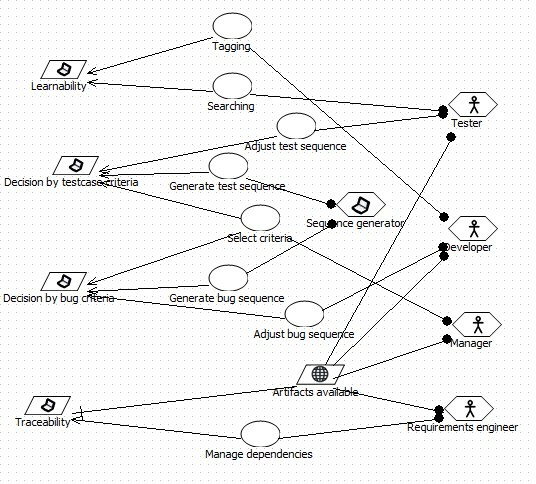 Tagging
Learnability
Searching
Tester
Adjust test sequence
Decision by testcase criteria
Generate test sequence
Sequence generator
Select criteria
Developer
Decision by bug criteria
Generate bug sequence
Adjust bug sequence
Manager
Artifacts available
Traceability
Requirements engineer
Manage dependencies